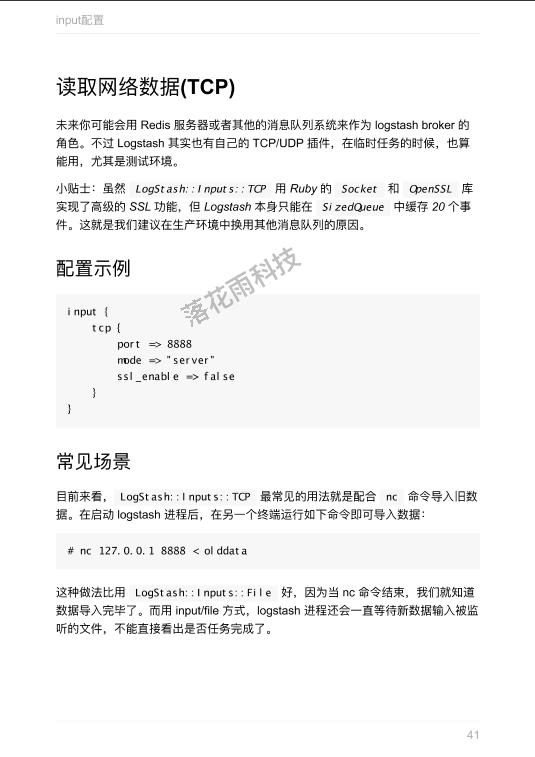 input配置
读取网络数据(TCP)
未来你可能会用 Redis 服务器或者其他的消息队列系统来作为 logstash broker 的
角色。不过 Logstash 其实也有自己的 TCP/UDP 插件，在临时任务的时候，也算
能用，尤其是测试环境。
小贴士：虽然 LogStash::Inputs::TCP 用 Ruby 的 Socket 和 OpenSSL 库
实现了高级的 SSL 功能，但 Logstash 本身只能在 SizedQueue 中缓存 20 个事
件。这就是我们建议在生产环境中换用其他消息队列的原因。
配置示例
落花雨科技
input {
    tcp {
        port => 8888
        mode => "server"
        ssl_enable => false
    }
}
常见场景
目前来看， LogStash::Inputs::TCP 最常见的用法就是配合 nc 命令导入旧数
据。在启动 logstash 进程后，在另一个终端运行如下命令即可导入数据：
# nc 127.0.0.1 8888 < olddata
这种做法比用 LogStash::Inputs::File 好，因为当 nc 命令结束，我们就知道
数据导入完毕了。而用 input/file 方式，logstash 进程还会一直等待新数据输入被监
听的文件，不能直接看出是否任务完成了。
41